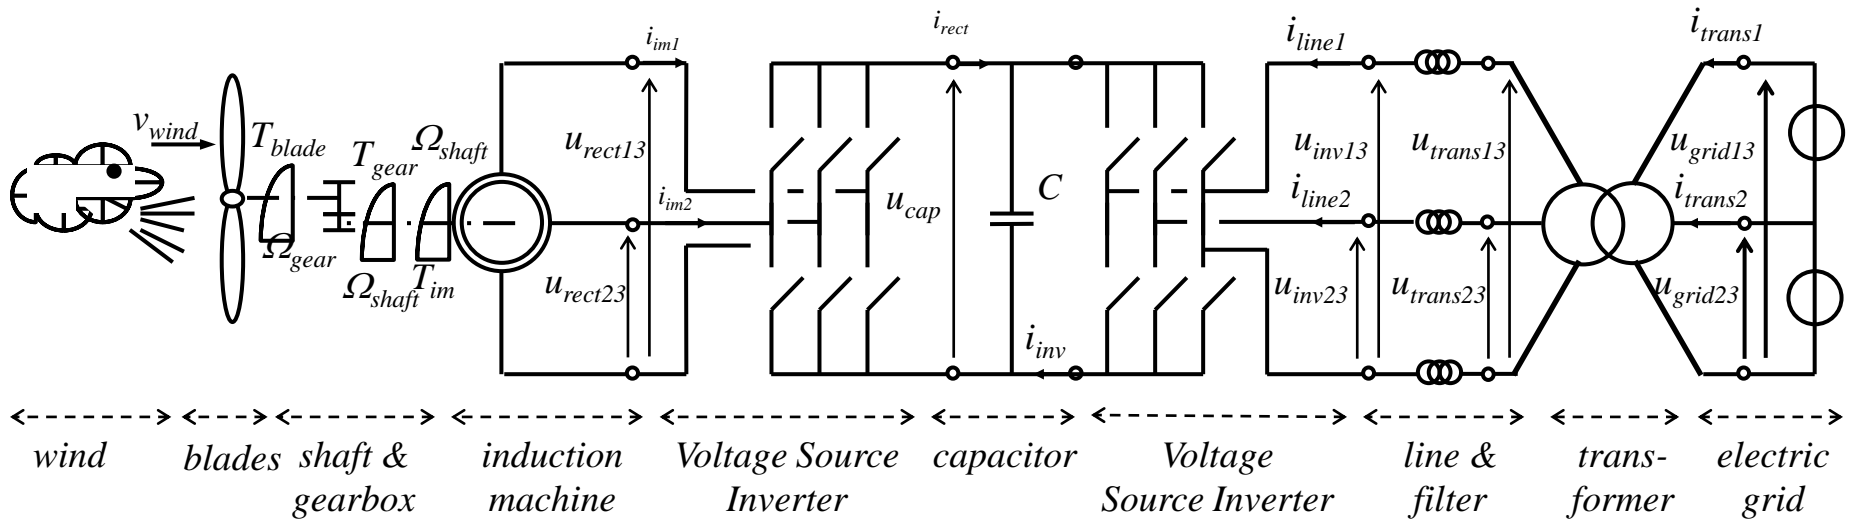 v_wind
T_blade
Ω_gear
T_gear
Ω_shaft
Ω_shaft
T_im
i_im1
u_rect13
i_im2
u_rect23
i_rect
u_cap
C
i_inv
i_line1
u_inv13
u_trans13
i_line2
u_inv23
u_trans23
i_trans1
u_grid13
i_trans2
u_grid23
wind
blades
shaft &
gearbox
induction
machine
Voltage Source
Inverter
capacitor
Voltage
Source Inverter
line &
filter
trans-
former
electric
grid